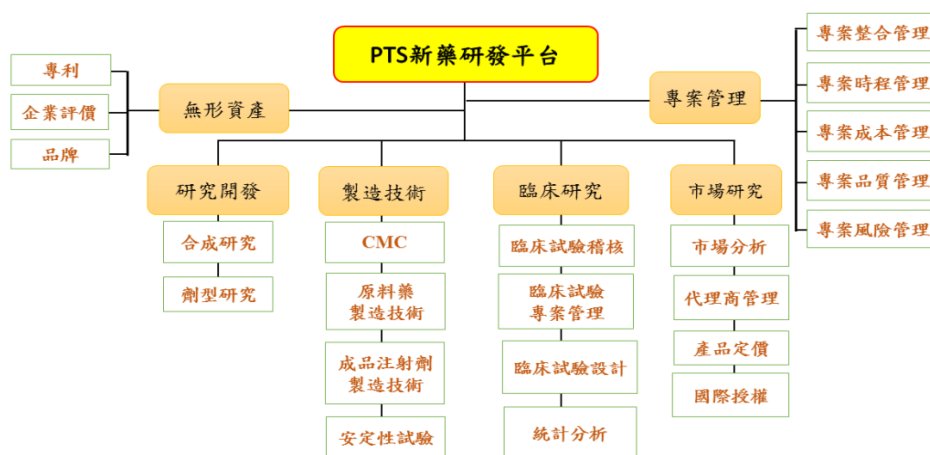 PTS新藥研發平台
無形資產
專利
企業評價
品牌
專案管理
專案整合管理
專案時程管理
專案成本管理
專案品質管理
專案風險管理
研究開發
合成研究
劑型研究
製造技術
CMC
原料藥
製造技術
成品注射劑
製造技術
安定性試驗
臨床研究
臨床試驗稽核
臨床試驗
專案管理
臨床試驗設計
統計分析
市場研究
市場分析
代理商管理
產品定價
國際授權